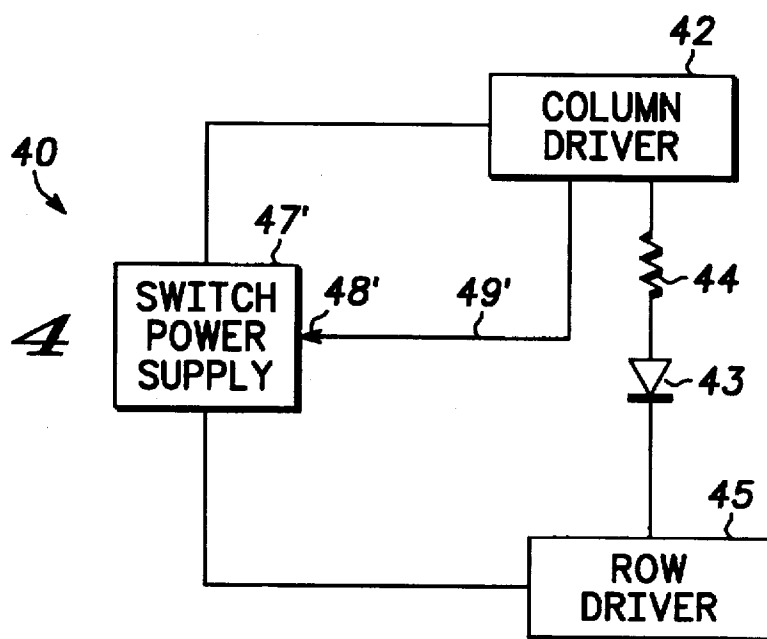 42
COLUMN
DRIVER
40
47'
SWITCH
POWER
SUPPLY
48'
49'
44
4
43
45
ROW
DRIVER